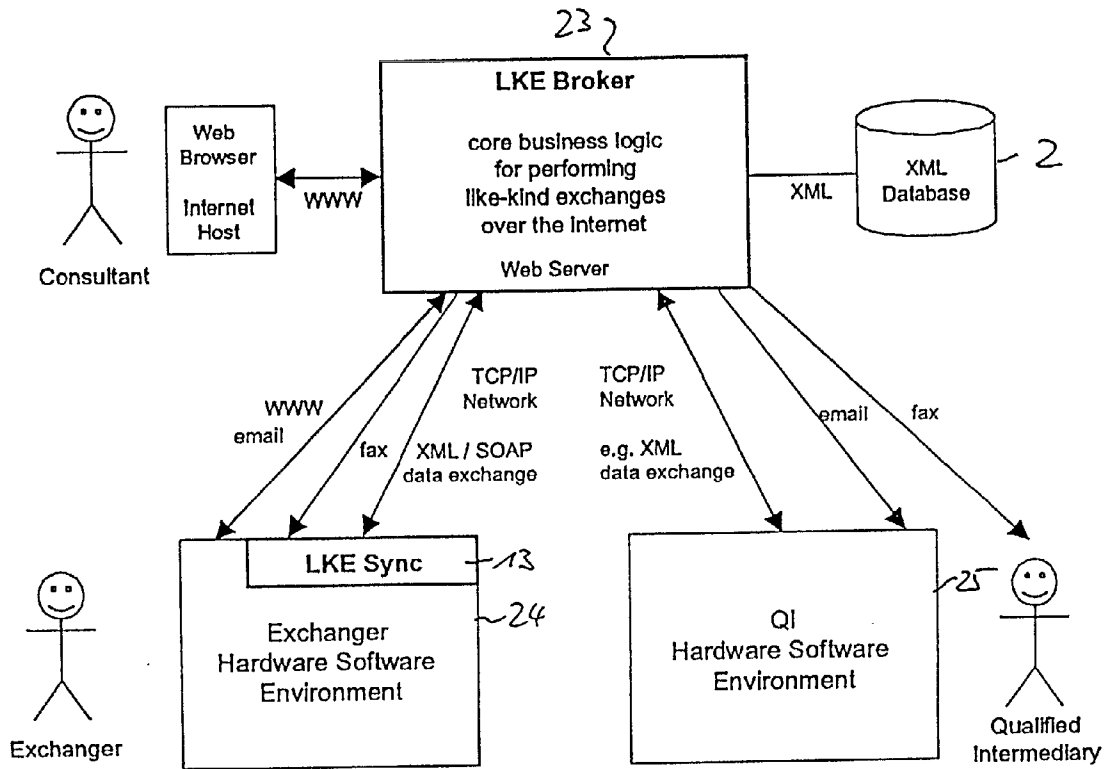 23
LKE Broker
core business logic
for performing
like-kind exchanges
over the internet
Web Server
Web
Browser
Internet
Host
WWW
Consultant
XML
XML
Database
2
WWW
email
fax
TCP/IP
Network
XML / SOAP
data exchange
TCP/IP
Network
e.g. XML
data exchange
email
fax
LKE Sync
13
24
Exchanger
Hardware Software
Environment
Exchanger
QI
Hardware Software
Environment
25
Qualified
Intermediary